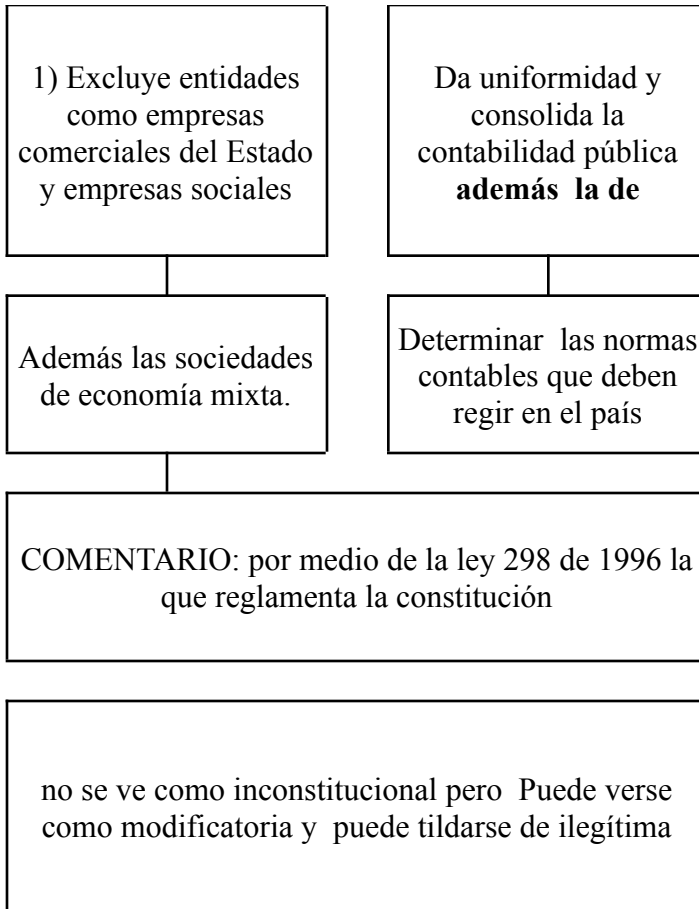 1) Excluye entidades
como empresas
comerciales del Estado
y empresas sociales
Da uniformidad y
consolida la
contabilidad pública
además  la de
Además las sociedades
de economía mixta.
Determinar  las normas
contables que deben
regir en el país
COMENTARIO: por medio de la ley 298 de 1996 la
que reglamenta la constitución
no se ve como inconstitucional pero  Puede verse
como modificatoria y  puede tildarse de ilegítima